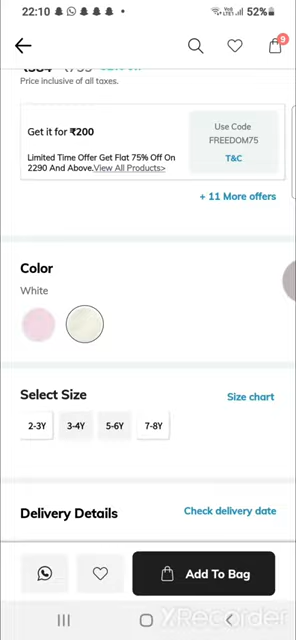 22:10
52%
9
Price inclusive of all taxes.
Get it for ₹200
Limited Time Offer Get Flat 75% Off On
2290 And Above.View All Products>
Use Code
FREEDOM75
T&C
+ 11 More offers
Color
White
Select Size
Size chart
2-3Y
3-4Y
5-6Y
7-8Y
Delivery Details
Check delivery date
Add To Bag
XRecorder